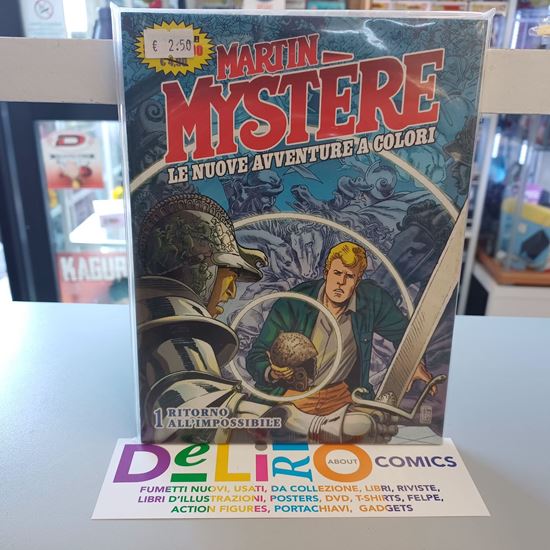 € 2.50
MARTIN
MYSTÈRE
LE NUOVE AVVENTURE A COLORI
KAGUR
1 RITORNO
ALL'IMPOSSIBILE
DeLiRiO ABOUT COMICS
FUMETTI NUOVI, USATI, DA COLLEZIONE, LIBRI, RIVISTE,
LIBRI D'ILLUSTRAZIONI, POSTERS, DVD, T-SHIRTS, FELPE,
ACTION FIGURES, PORTACHIAVI, GADGETS